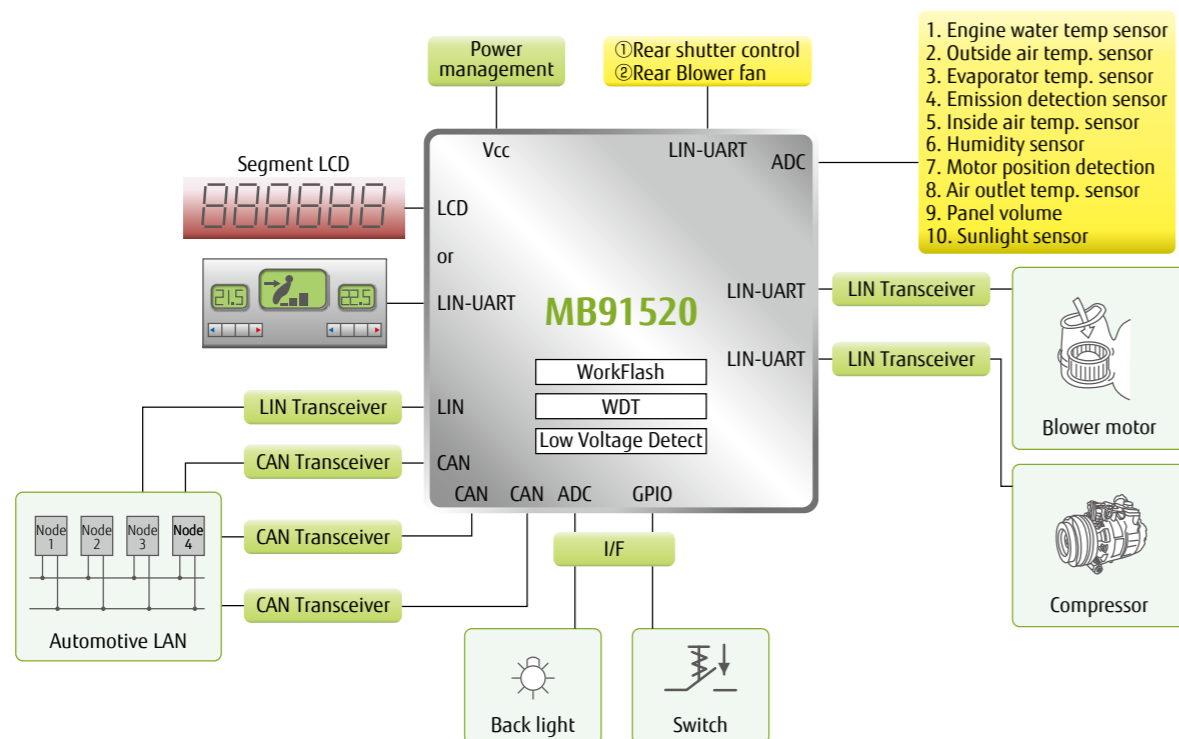 Power
management
①Rear shutter control
②Rear Blower fan
1. Engine water temp sensor
2. Outside air temp. sensor
3. Evaporator temp. sensor
4. Emission detection sensor
5. Inside air temp. sensor
6. Humidity sensor
7. Motor position detection
8. Air outlet temp. sensor
9. Panel volume
10. Sunlight sensor
Vcc
LIN-UART
ADC
Segment LCD
888888
LCD
or
21.5
22.5
LIN-UART
MB91520
WorkFlash
WDT
Low Voltage Detect
LIN-UART
LIN Transceiver
LIN-UART
LIN Transceiver
Blower motor
Compressor
LIN Transceiver
LIN
CAN Transceiver
CAN
CAN
CAN
ADC
GPIO
CAN Transceiver
I/F
CAN Transceiver
Node
1
Node
2
Node
3
Node
4
Automotive LAN
Back light
Switch